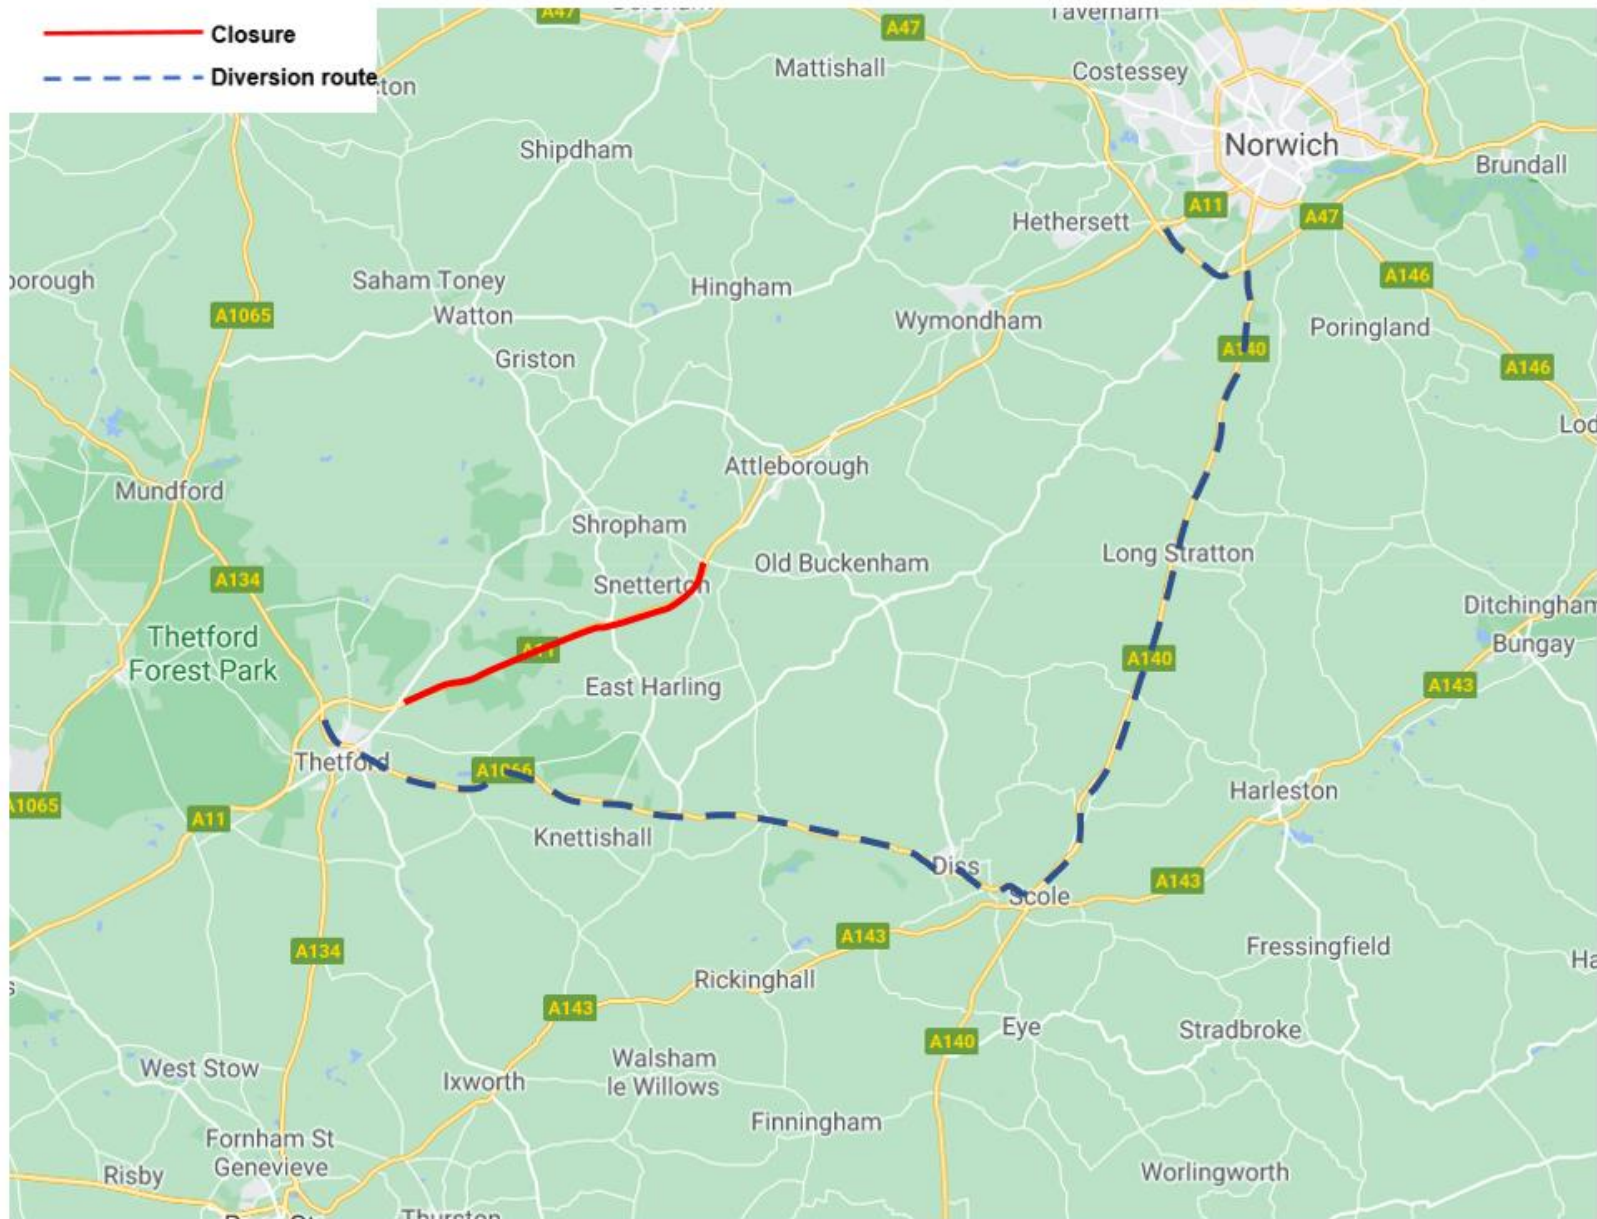 Closure
Diversion route
A47
A47
Taverham
Mattishall
Costessey
Norwich
Shipdham
Brundall
A11
A47
Hethersett
borough
Saham Toney
Hingham
A146
A1065
Watton
Wymondham
Poringland
Griston
A140
A146
Attleborough
Mundford
Shropham
Old Buckenham
Long Stratton
A134
Snetterton
Ditchingham
Bungay
Thetford
Forest Park
A11
A140
East Harling
A143
Thetford
A1066
Harleston
A1065
A11
Knettishall
Diss
A143
Scole
A143
A134
Fressingfield
Rickinghall
A143
Eye
Stradbroke
A140
West Stow
Walsham
le Willows
Ixworth
Finningham
Fornham St
Genevieve
Risby
Worlingworth
Thurston